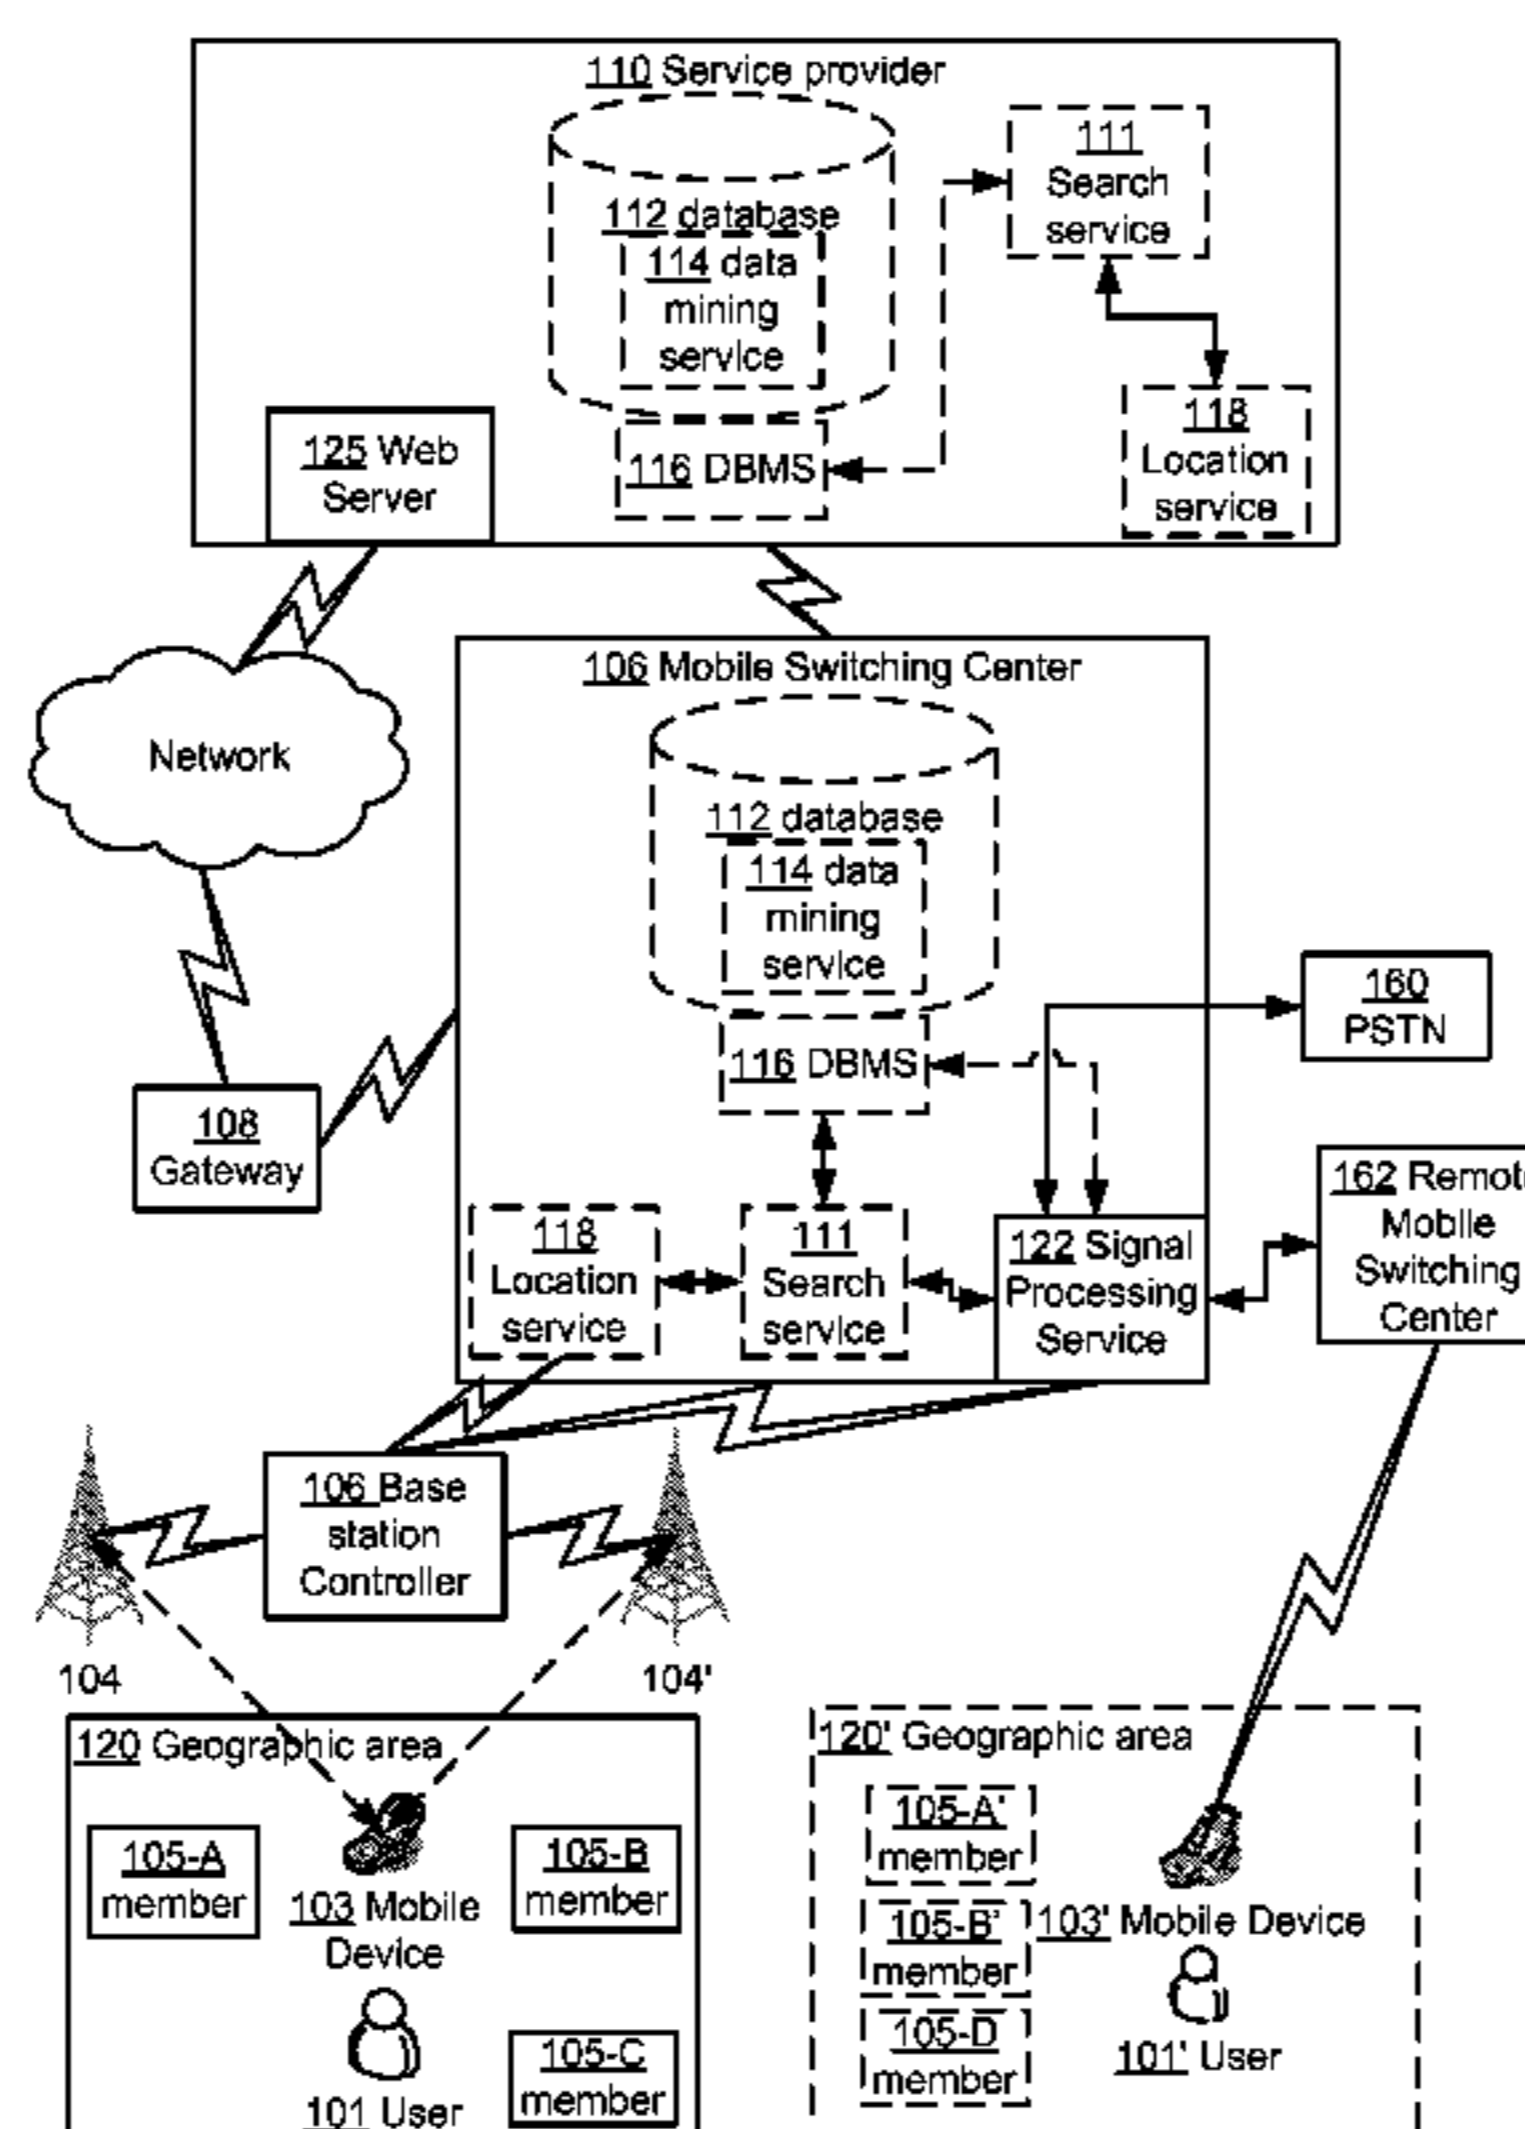 110 Service provider
111
Search
service
112 database
114 data
mining
service
118
Location
service
125 Web
Server
116 DBMS
106 Mobile Switching Center
Network
112 database
114 data
mining
service
160
PSTN
116 DBMS
108
Gateway
162 Remote
Mobile
Switching
Center
118
Location
service
111
Search
service
122 Signal
Processing
Service
106 Base
station
Controller
104
104'
120 Geographic area
105-A
member
103 Mobile
Device
105-B
member
101 User
105-C
member
120' Geographic area
105-A'
member
105-B'
member
103' Mobile Device
105-D
member
101' User